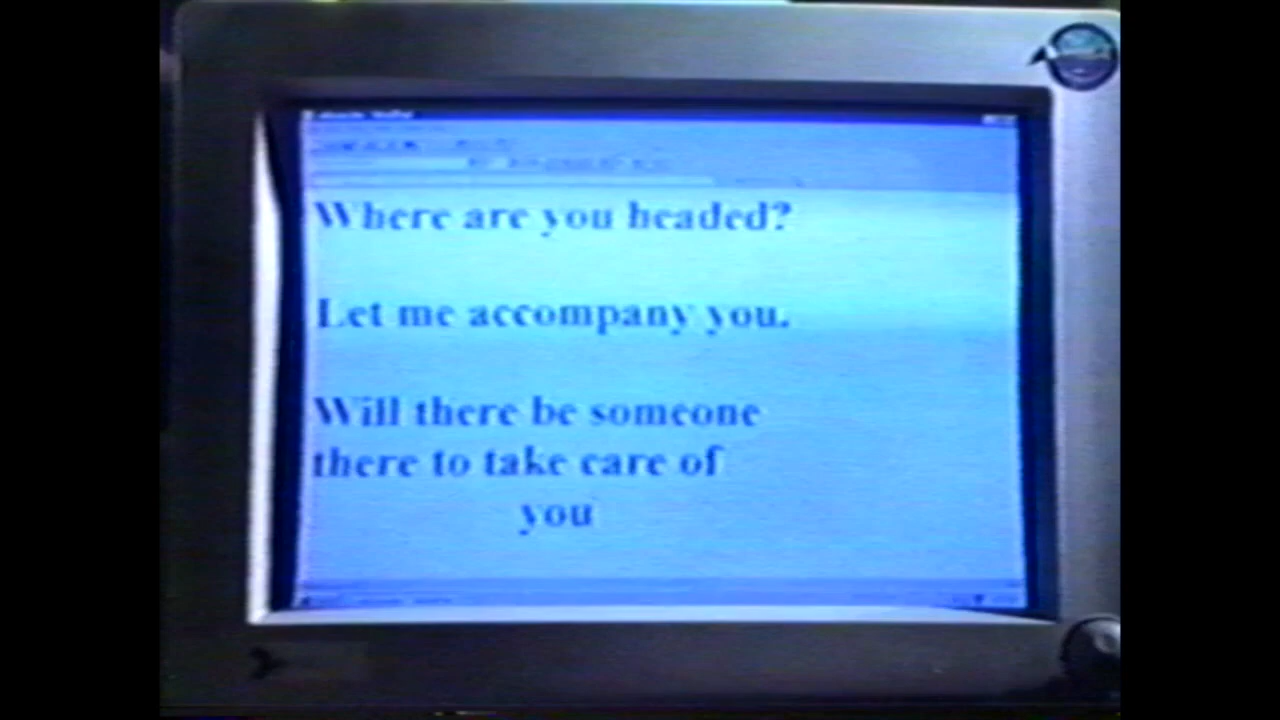 Where are you headed?
Let me accompany you.
Will there be someone
there to take care of
you